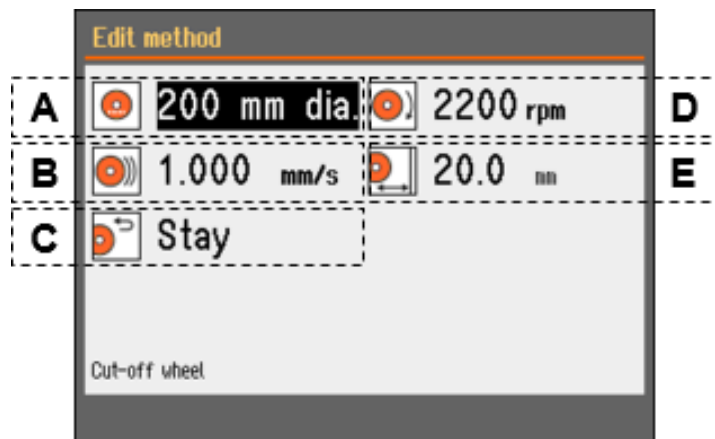 Edit method
A 200 mm dia. 2200 rpm D
B 1.000 mm/s 20.0 mm E
C Stay
Cut-off wheel